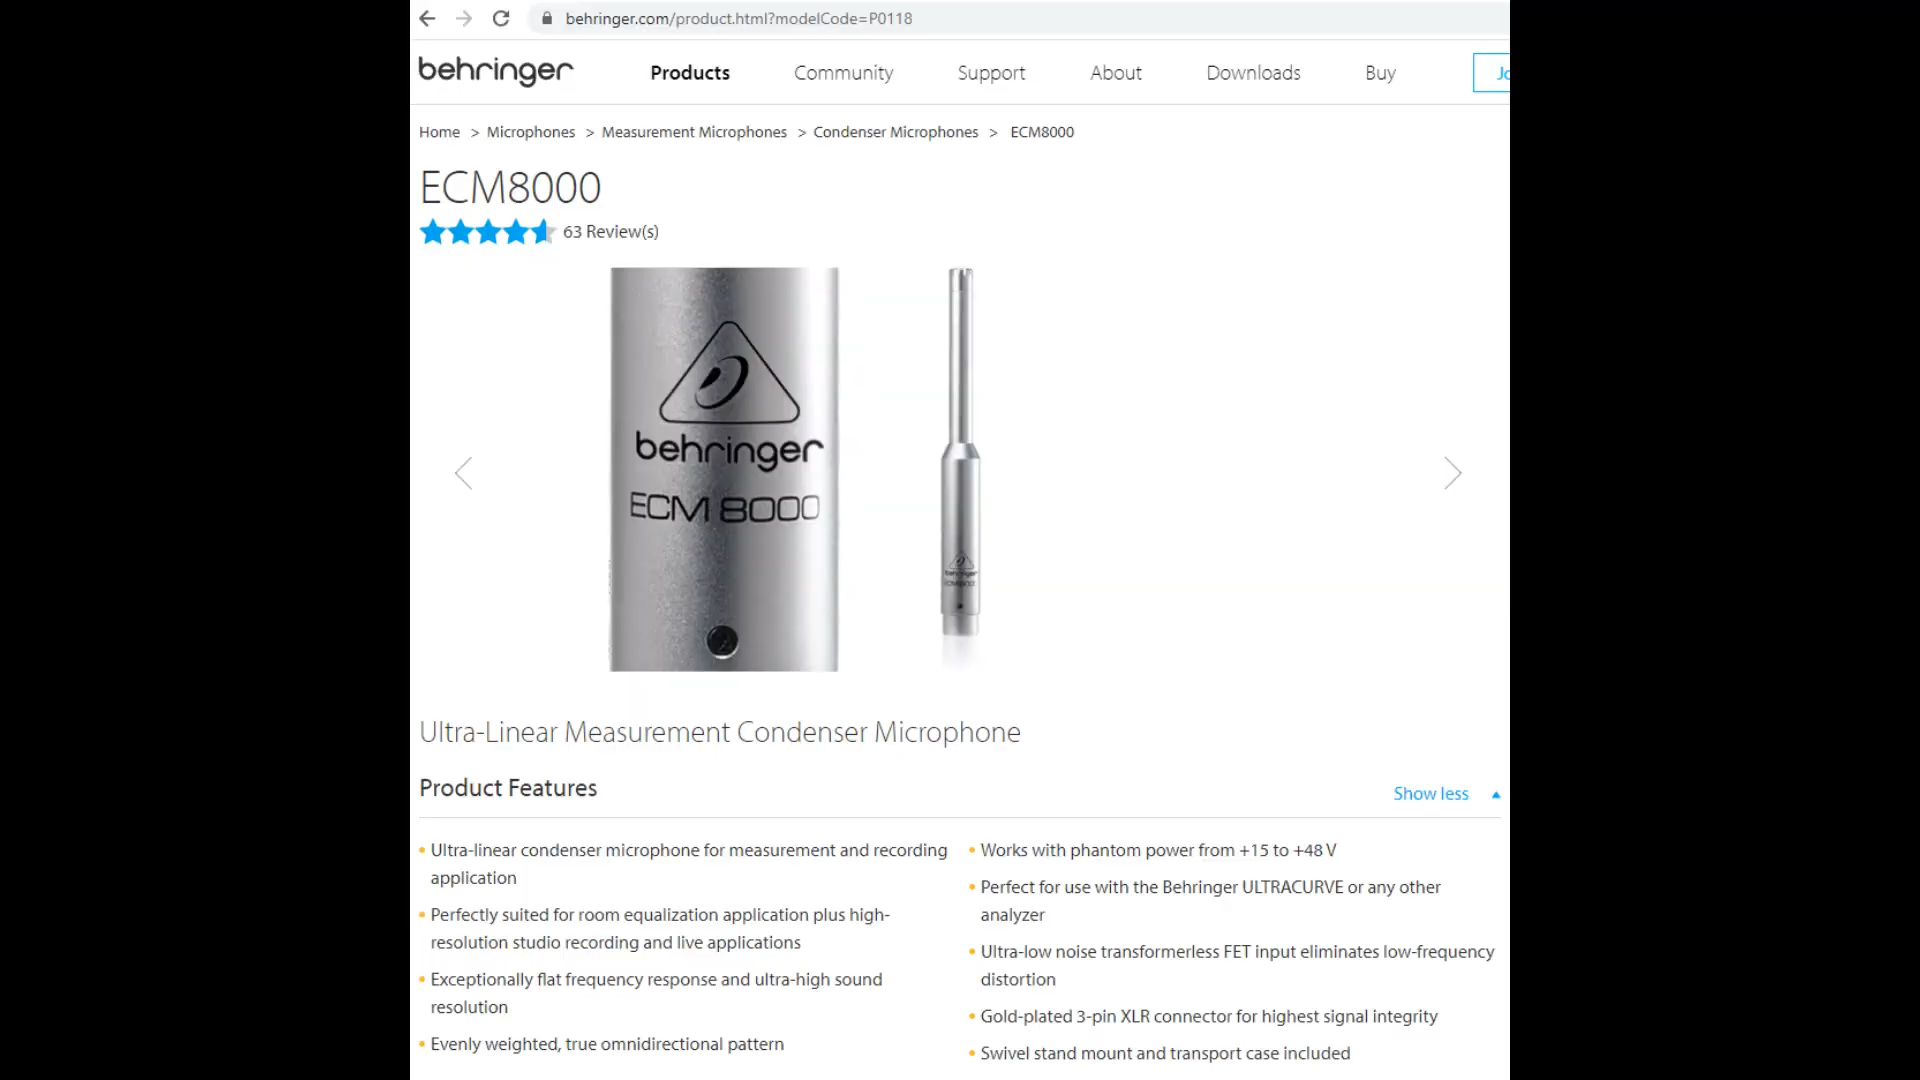 behringer.com/product.html?modelCode=P0118
behringer
Products
Community
Support
About
Downloads
Buy
Home > Microphones > Measurement Microphones > Condenser Microphones > ECM8000
ECM8000
63 Review(s)
behringer
ECM 8000
behringer
Ultra-Linear Measurement Condenser Microphone
Product Features
Show less
• Ultra-linear condenser microphone for measurement and recording
application
• Perfectly suited for room equalization application plus high-
resolution studio recording and live applications
• Exceptionally flat frequency response and ultra-high sound
resolution
• Evenly weighted, true omnidirectional pattern
• Works with phantom power from +15 to +48 V
• Perfect for use with the Behringer ULTRACURVE or any other
analyzer
• Ultra-low noise transformerless FET input eliminates low-frequency
distortion
• Gold-plated 3-pin XLR connector for highest signal integrity
• Swivel stand mount and transport case included